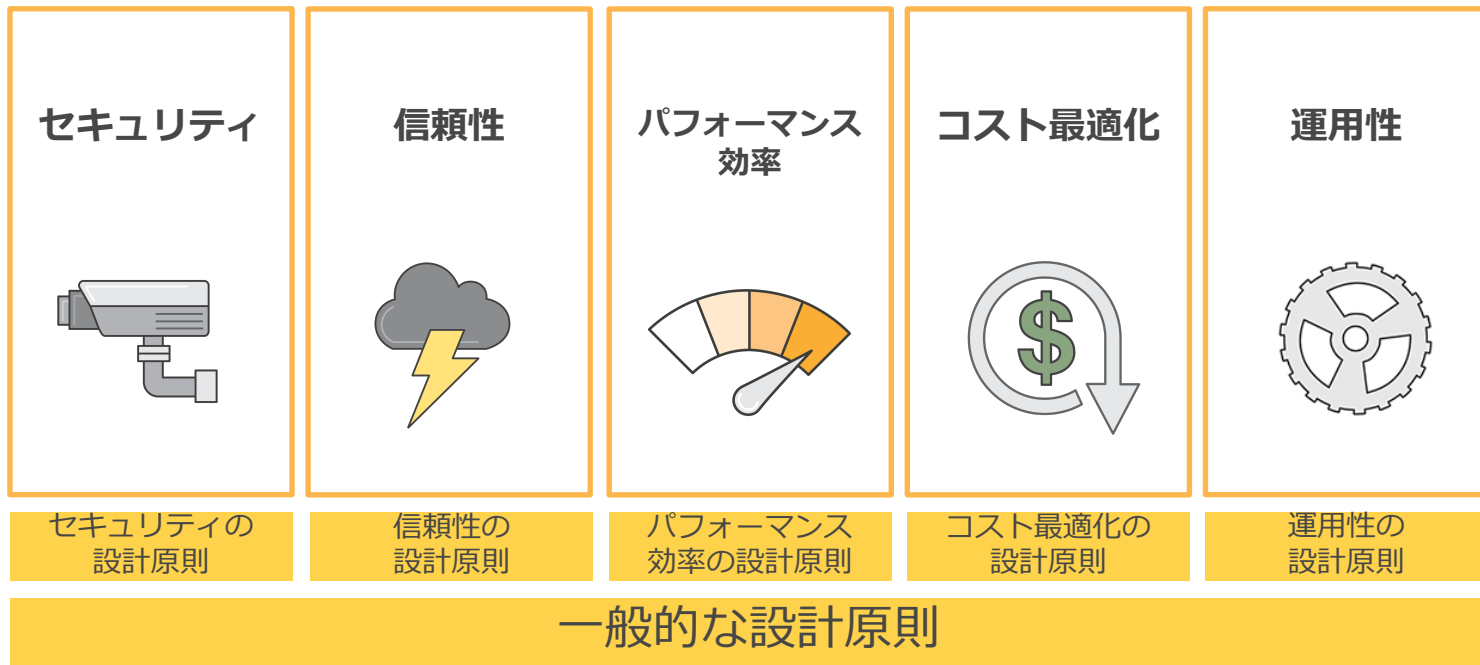 セキュリティ
信頼性
パフォーマンス
効率
コスト最適化
運用性
$
セキュリティの
設計原則
信頼性の
設計原則
パフォーマンス
効率の設計原則
コスト最適化の
設計原則
運用性の
設計原則
一般的な設計原則